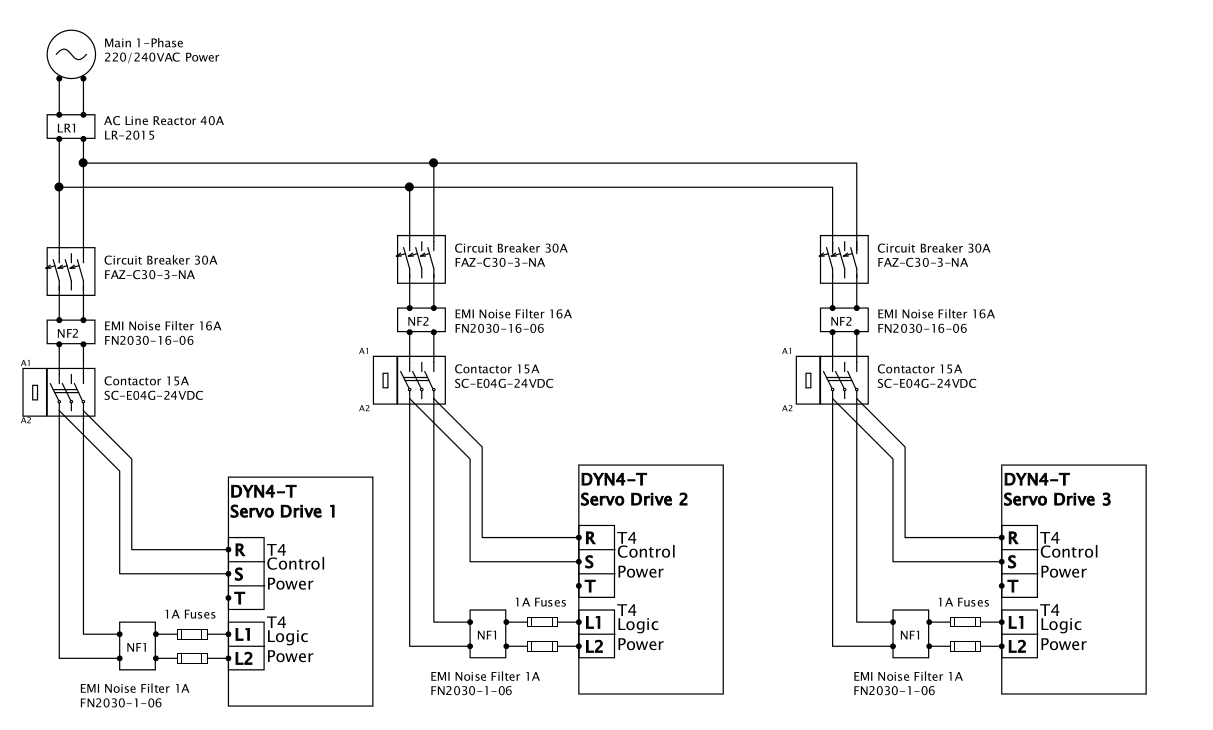 Main 1-Phase
220/240VAC Power
LR1
AC Line Reactor 40A
LR-2015
Circuit Breaker 30A
FAZ-C30-3-NA
NF2
EMI Noise Filter 16A
FN2030-16-06
A1
A2
Contactor 15A
SC-E04G-24VDC
DYN4-T
Servo Drive 1
R
S
T
T4
Control
Power
1A Fuses
L1
L2
T4
Logic
Power
NF1
EMI Noise Filter 1A
FN2030-1-06
Circuit Breaker 30A
FAZ-C30-3-NA
NF2
EMI Noise Filter 16A
FN2030-16-06
A1
A2
Contactor 15A
SC-E04G-24VDC
DYN4-T
Servo Drive 2
R
S
T
T4
Control
Power
1A Fuses
L1
L2
T4
Logic
Power
NF1
EMI Noise Filter 1A
FN2030-1-06
Circuit Breaker 30A
FAZ-C30-3-NA
NF2
EMI Noise Filter 16A
FN2030-16-06
A1
A2
Contactor 15A
SC-E04G-24VDC
DYN4-T
Servo Drive 3
R
S
T
T4
Control
Power
1A Fuses
L1
L2
T4
Logic
Power
NF1
EMI Noise Filter 1A
FN2030-1-06